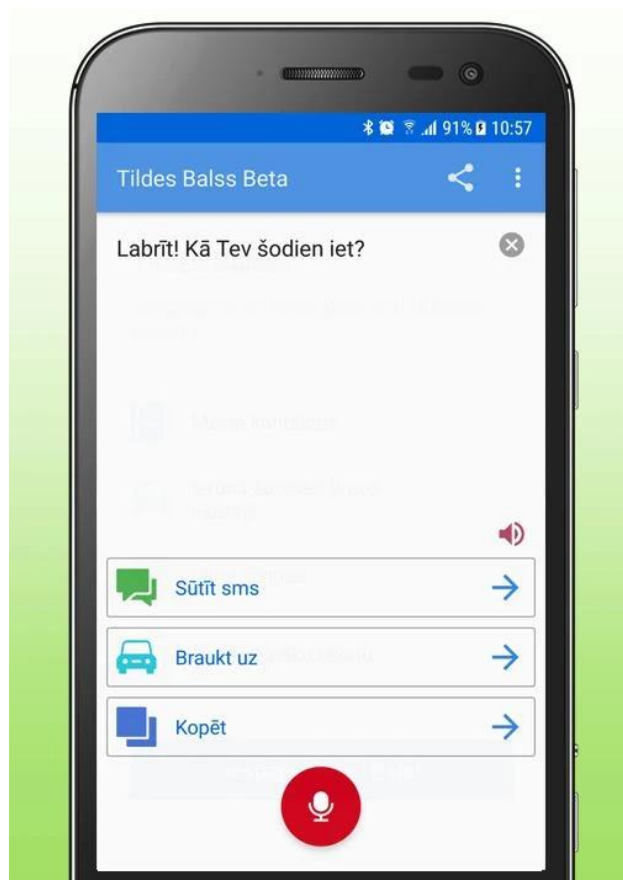 91% 10:57
Tildes Balss Beta
Labrīt! Kā Tev šodien iet?
Sūtīt sms
Braukt uz
Kopēt